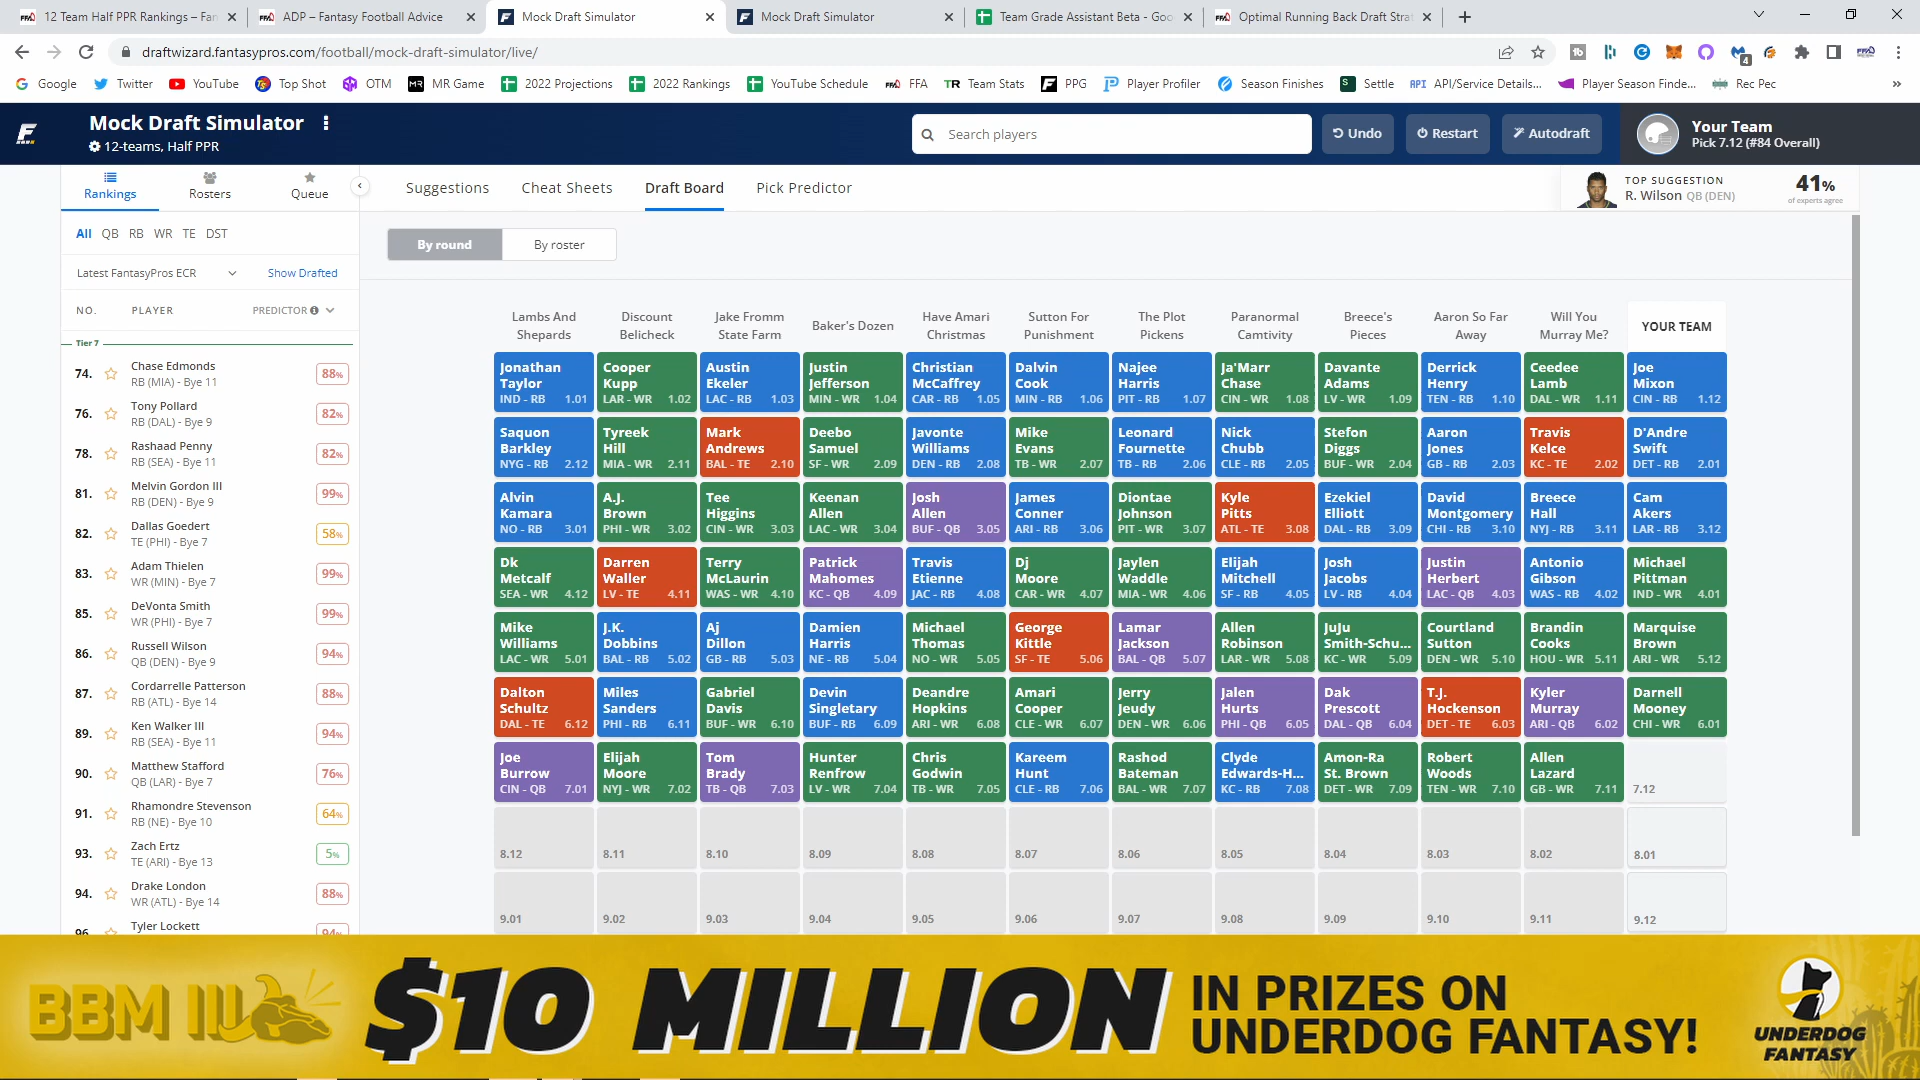 12 Team Half PPR Rankings – Fan
ADP – Fantasy Football Advice
Mock Draft Simulator
Mock Draft Simulator
Team Grade Assistant Beta - Goo
Optimal Running Back Draft Strat
draftwizard.fantasypros.com/football/mock-draft-simulator/live/
Google
Twitter
YouTube
Top Shot
OTM
MR Game
2022 Projections
2022 Rankings
YouTube Schedule
FFA
Team Stats
PPG
Player Profiler
Season Finishes
Settle
API/Service Details...
Player Season Finde...
Rec Pec
Mock Draft Simulator
12-teams, Half PPR
Search players
Undo
Restart
Autodraft
Your Team
Pick 7.12 (#84 Overall)
Rankings
Rosters
Queue
Suggestions
Cheat Sheets
Draft Board
Pick Predictor
TOP SUGGESTION
R. Wilson QB (DEN)
41%
of experts agree
All QB RB WR TE DST
Latest FantasyPros ECR
Show Drafted
NO. PLAYER PREDICTOR
Tier 7
74. Chase Edmonds 88%
RB (MIA) - Bye 11
76. Tony Pollard 82%
RB (DAL) - Bye 9
78. Rashaad Penny 82%
RB (SEA) - Bye 11
81. Melvin Gordon III 99%
RB (DEN) - Bye 9
82. Dallas Goedert 58%
TE (PHI) - Bye 7
83. Adam Thielen 99%
WR (MIN) - Bye 7
85. DeVonta Smith 99%
WR (PHI) - Bye 7
86. Russell Wilson 94%
QB (DEN) - Bye 9
87. Cordarrelle Patterson 88%
RB (ATL) - Bye 14
89. Ken Walker III 94%
RB (SEA) - Bye 11
90. Matthew Stafford 76%
QB (LAR) - Bye 7
91. Rhamondre Stevenson 64%
RB (NE) - Bye 10
93. Zach Ertz 5%
TE (ARI) - Bye 13
94. Drake London 88%
WR (ATL) - Bye 14
96. Tyler Lockett 94%
By round
By roster
Lambs And Shepards
Discount Belicheck
Jake Fromm State Farm
Baker's Dozen
Have Amari Christmas
Sutton For Punishment
The Plot Pickens
Paranormal Camtivity
Breece's Pieces
Aaron So Far Away
Will You Murray Me?
YOUR TEAM
Jonathan Taylor IND - RB 1.01
Cooper Kupp LAR - WR 1.02
Austin Ekeler LAC - RB 1.03
Justin Jefferson MIN - WR 1.04
Christian McCaffrey CAR - RB 1.05
Dalvin Cook MIN - RB 1.06
Najee Harris PIT - RB 1.07
Ja'Marr Chase CIN - WR 1.08
Davante Adams LV - WR 1.09
Derrick Henry TEN - RB 1.10
Ceedee Lamb DAL - WR 1.11
Joe Mixon CIN - RB 1.12
Saquon Barkley NYG - RB 2.12
Tyreek Hill MIA - WR 2.11
Mark Andrews BAL - TE 2.10
Deebo Samuel SF - WR 2.09
Javonte Williams DEN - RB 2.08
Mike Evans TB - WR 2.07
Leonard Fournette TB - RB 2.06
Nick Chubb CLE - RB 2.05
Stefon Diggs BUF - WR 2.04
Aaron Jones GB - RB 2.03
Travis Kelce KC - TE 2.02
D'Andre Swift DET - RB 2.01
Alvin Kamara NO - RB 3.01
A.J. Brown PHI - WR 3.02
Tee Higgins CIN - WR 3.03
Keenan Allen LAC - WR 3.04
Josh Allen BUF - QB 3.05
James Conner ARI - RB 3.06
Diontae Johnson PIT - WR 3.07
Kyle Pitts ATL - TE 3.08
Ezekiel Elliott DAL - RB 3.09
David Montgomery CHI - RB 3.10
Breece Hall NYJ - RB 3.11
Cam Akers LAR - RB 3.12
Dk Metcalf SEA - WR 4.12
Darren Waller LV - TE 4.11
Terry McLaurin WAS - WR 4.10
Patrick Mahomes KC - QB 4.09
Travis Etienne JAC - RB 4.08
Dj Moore CAR - WR 4.07
Jaylen Waddle MIA - WR 4.06
Elijah Mitchell SF - RB 4.05
Josh Jacobs LV - RB 4.04
Justin Herbert LAC - QB 4.03
Antonio Gibson WAS - RB 4.02
Michael Pittman IND - WR 4.01
Mike Williams LAC - WR 5.01
J.K. Dobbins BAL - RB 5.02
Aj Dillon GB - RB 5.03
Damien Harris NE - RB 5.04
Michael Thomas NO - WR 5.05
George Kittle SF - TE 5.06
Lamar Jackson BAL - QB 5.07
Allen Robinson LAR - WR 5.08
JuJu Smith-Schu... KC - WR 5.09
Courtland Sutton DEN - WR 5.10
Brandin Cooks HOU - WR 5.11
Marquise Brown ARI - WR 5.12
Dalton Schultz DAL - TE 6.12
Miles Sanders PHI - RB 6.11
Gabriel Davis BUF - WR 6.10
Devin Singletary BUF - RB 6.09
Deandre Hopkins ARI - WR 6.08
Amari Cooper CLE - WR 6.07
Jerry Jeudy DEN - WR 6.06
Jalen Hurts PHI - QB 6.05
Dak Prescott DAL - QB 6.04
T.J. Hockenson DET - TE 6.03
Kyler Murray ARI - QB 6.02
Darnell Mooney CHI - WR 6.01
Joe Burrow CIN - QB 7.01
Elijah Moore NYJ - WR 7.02
Tom Brady TB - QB 7.03
Hunter Renfrow LV - WR 7.04
Chris Godwin TB - WR 7.05
Kareem Hunt CLE - RB 7.06
Rashod Bateman BAL - WR 7.07
Clyde Edwards-H... KC - RB 7.08
Amon-Ra St. Brown DET - WR 7.09
Robert Woods TEN - WR 7.10
Allen Lazard GB - WR 7.11
7.12
8.12 8.11 8.10 8.09 8.08 8.07 8.06 8.05 8.04 8.03 8.02 8.01
9.01 9.02 9.03 9.04 9.05 9.06 9.07 9.08 9.09 9.10 9.11 9.12
BBM III
$10 MILLION
IN PRIZES ON
UNDERDOG FANTASY!
UNDERDOG
FANTASY